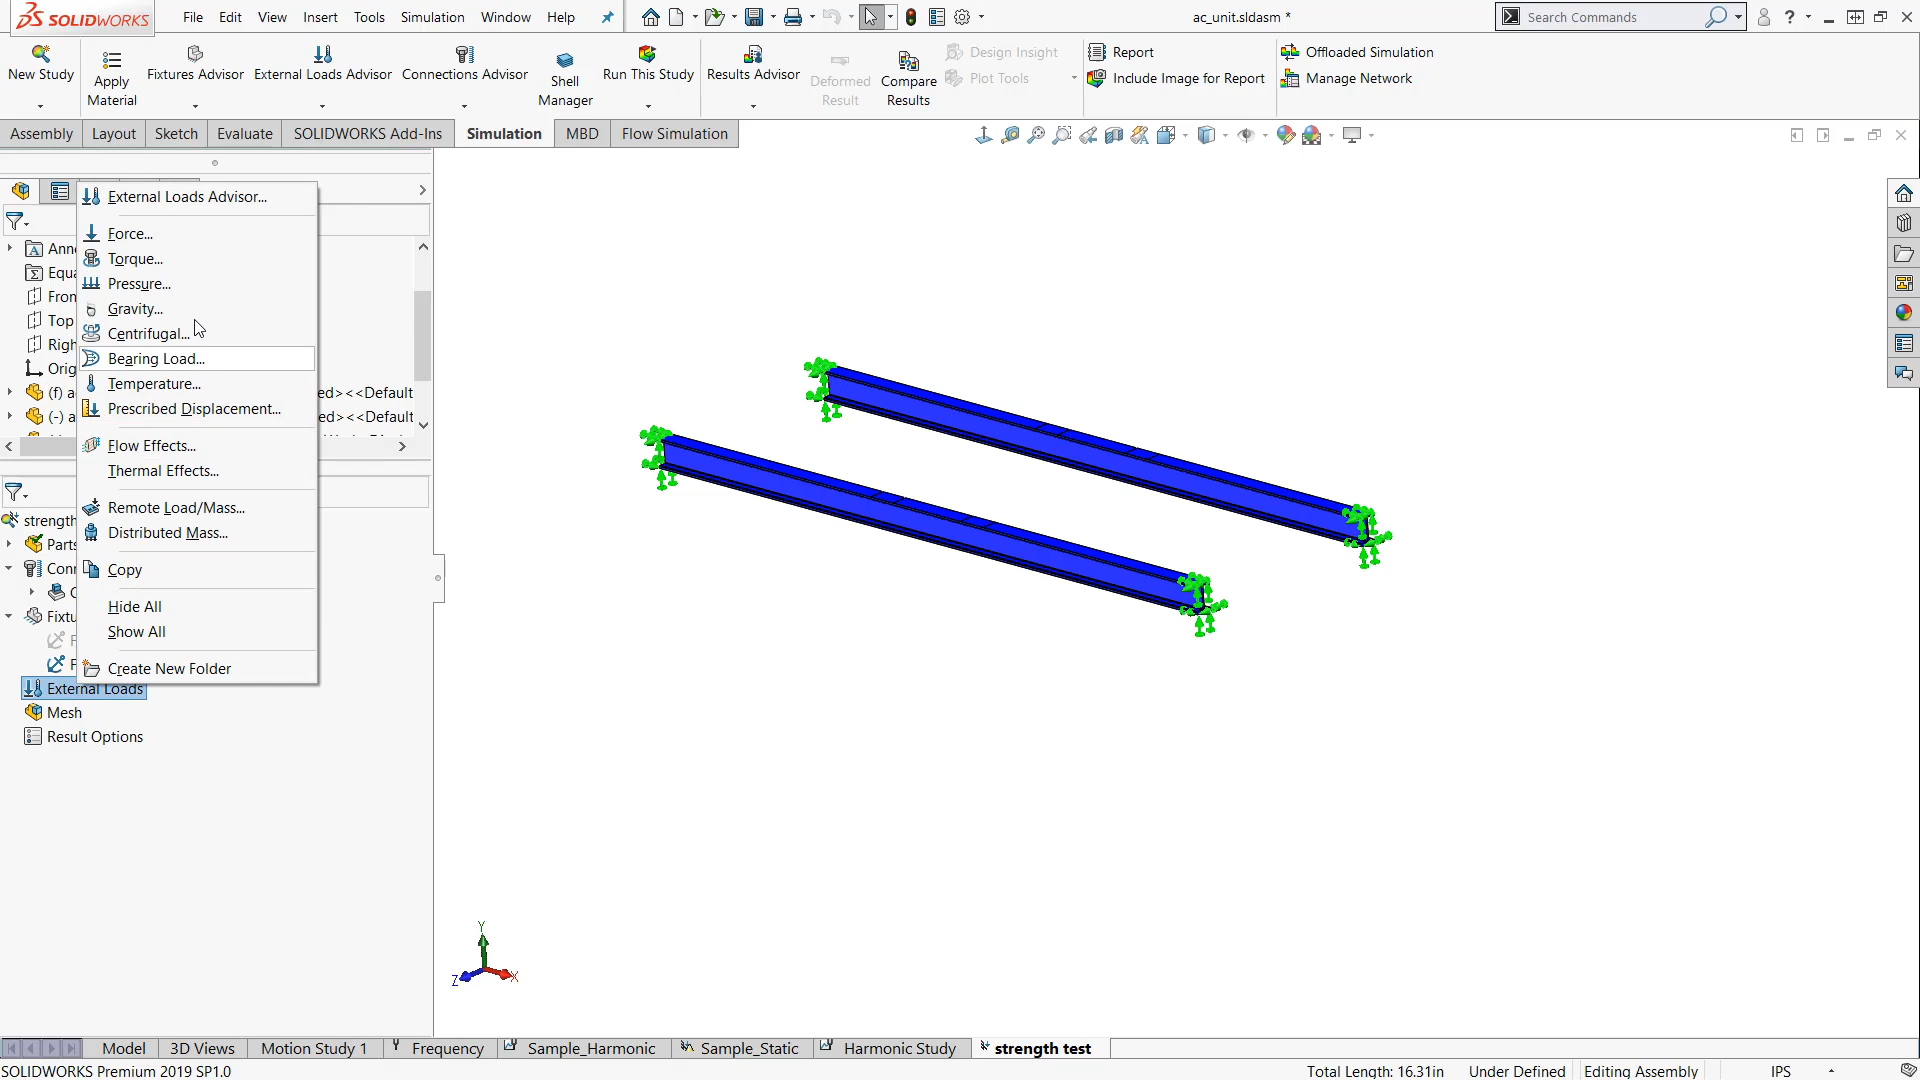 SOLIDWORKS
File Edit View Insert Tools Simulation Window Help
ac_unit.sldasm *
Search Commands
New Study
Apply Material
Fixtures Advisor
External Loads Advisor
Connections Advisor
Shell Manager
Run This Study
Results Advisor
Deformed Result
Compare Results
Design Insight
Plot Tools
Report
Include Image for Report
Offloaded Simulation
Manage Network
Assembly Layout Sketch Evaluate SOLIDWORKS Add-Ins Simulation MBD Flow Simulation
External Loads Advisor...
Force...
Torque...
Pressure...
Gravity...
Centrifugal...
Bearing Load...
Temperature...
Prescribed Displacement...
Flow Effects...
Thermal Effects...
Remote Load/Mass...
Distributed Mass...
Copy
Hide All
Show All
Create New Folder
Ann
Equa
Fron
Top
Righ
Orig
(f) a ed><<Default
(-) a ed><<Default
strength
Parts
Conn
Fixtu
External Loads
Mesh
Result Options
Y
Z X
Model 3D Views Motion Study 1 Frequency Sample_Harmonic Sample_Static Harmonic Study strength test
SOLIDWORKS Premium 2019 SP1.0
Total Length: 16.31in Under Defined Editing Assembly IPS